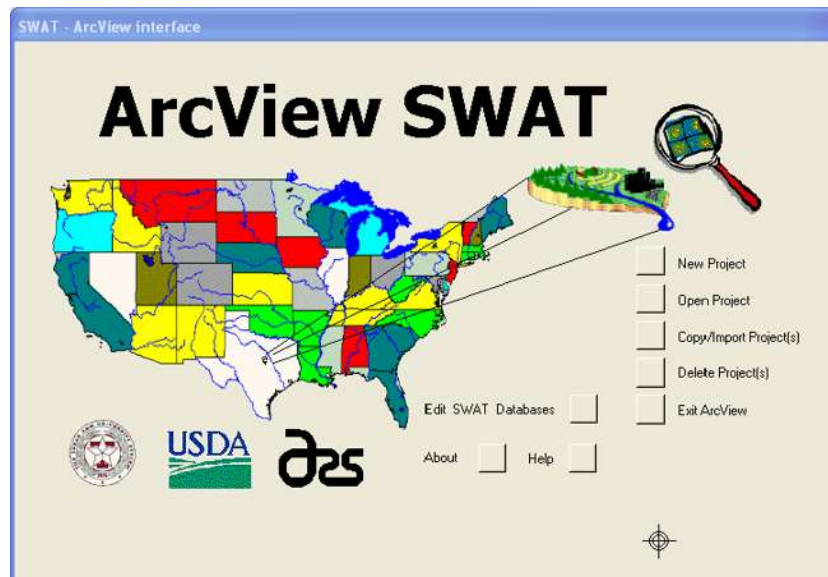 SWAT - ArcView interface
ArcView SWAT
New Project
Open Project
Copy/Import Project(s)
Delete Project(s)
Edit SWAT Databases
Exit ArcView
USDA
ars
About
Help